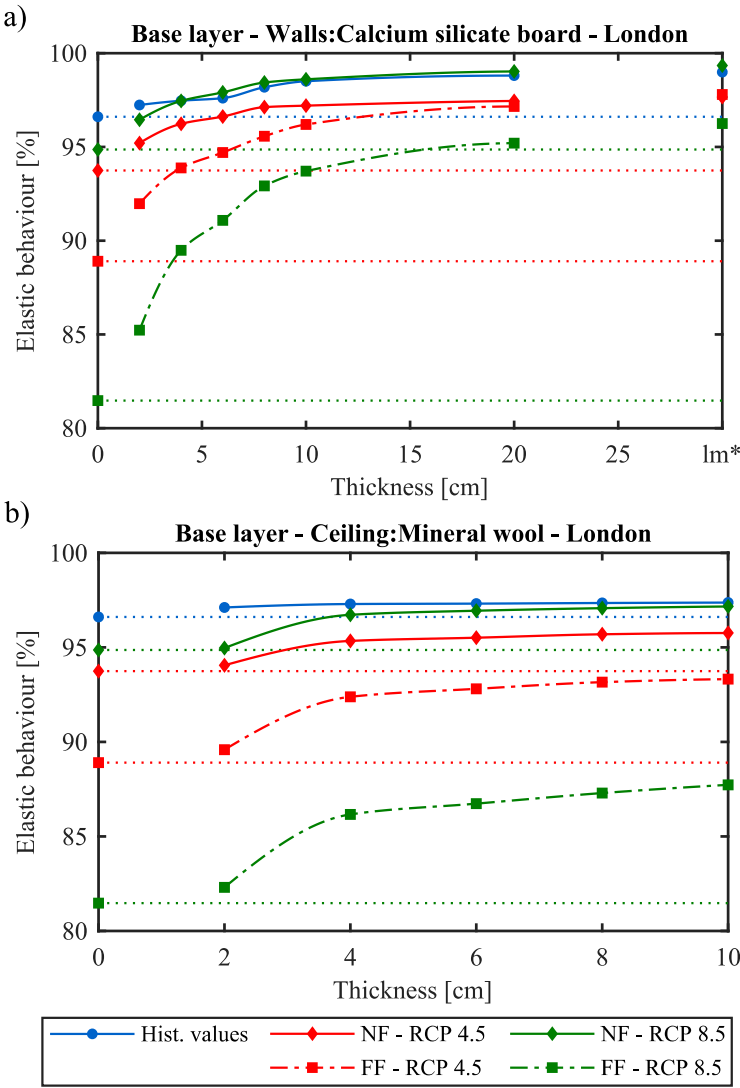 a)
Base layer - Walls:Calcium silicate board - London
Elastic behaviour [%]
100
95
90
85
80
0 5 10 15 20 25 lm*
Thickness [cm]
b)
Base layer - Ceiling:Mineral wool - London
Elastic behaviour [%]
100
95
90
85
80
0 2 4 6 8 10
Thickness [cm]
Hist. values NF - RCP 4.5 NF - RCP 8.5
FF - RCP 4.5 FF - RCP 8.5